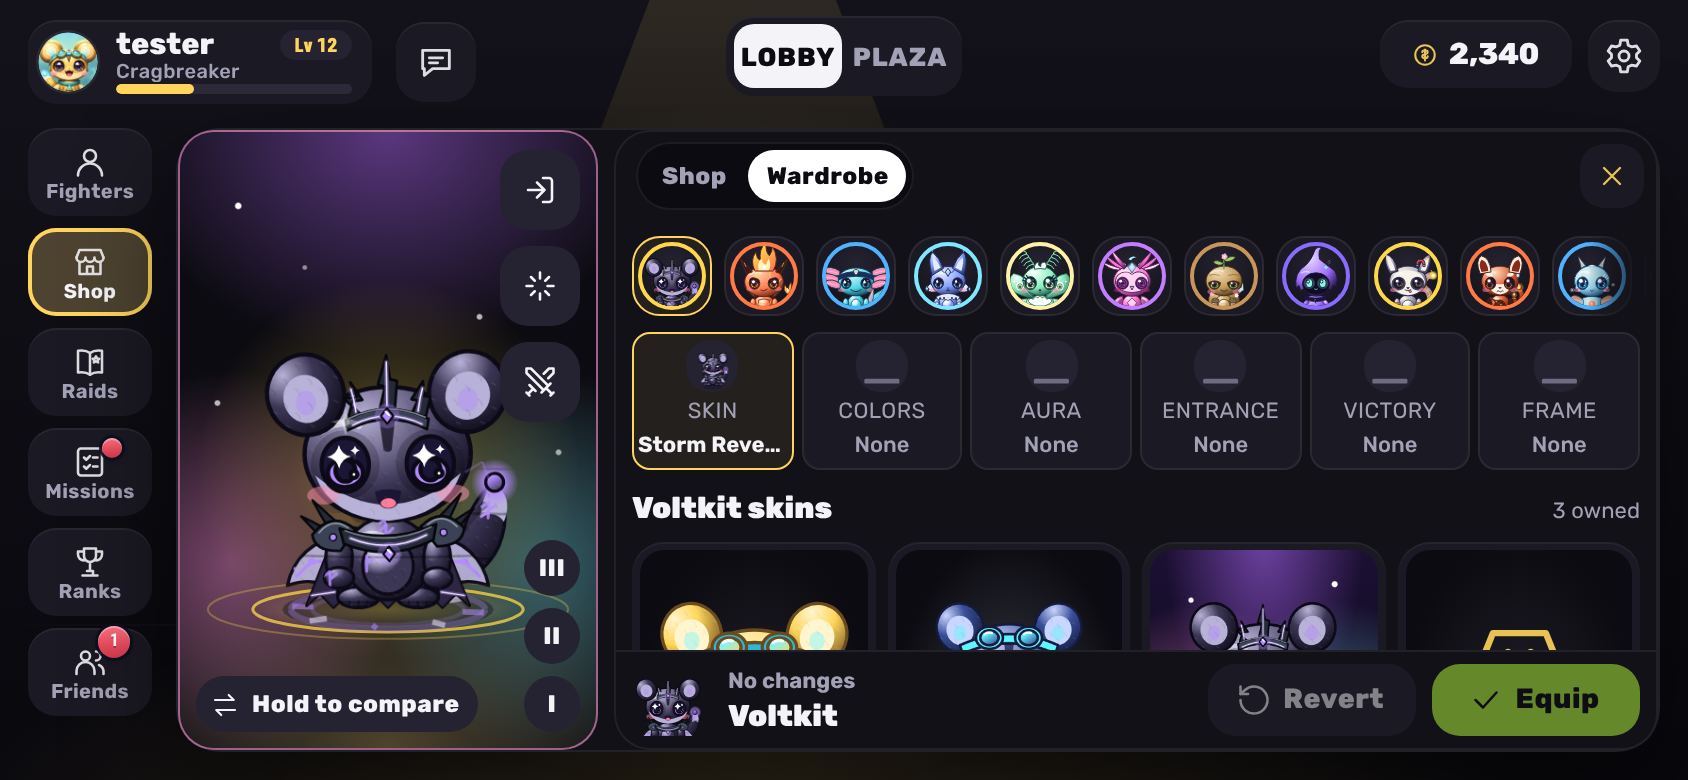 tester
Lv 12
Cragbreaker
LOBBY
PLAZA
2,340
Fighters
Shop
Raids
Missions
Ranks
1
Friends
Hold to compare
III
II
I
Shop
Wardrobe
SKIN
Storm Reve...
COLORS
None
AURA
None
ENTRANCE
None
VICTORY
None
FRAME
None
Voltkit skins
3 owned
No changes
Voltkit
Revert
Equip